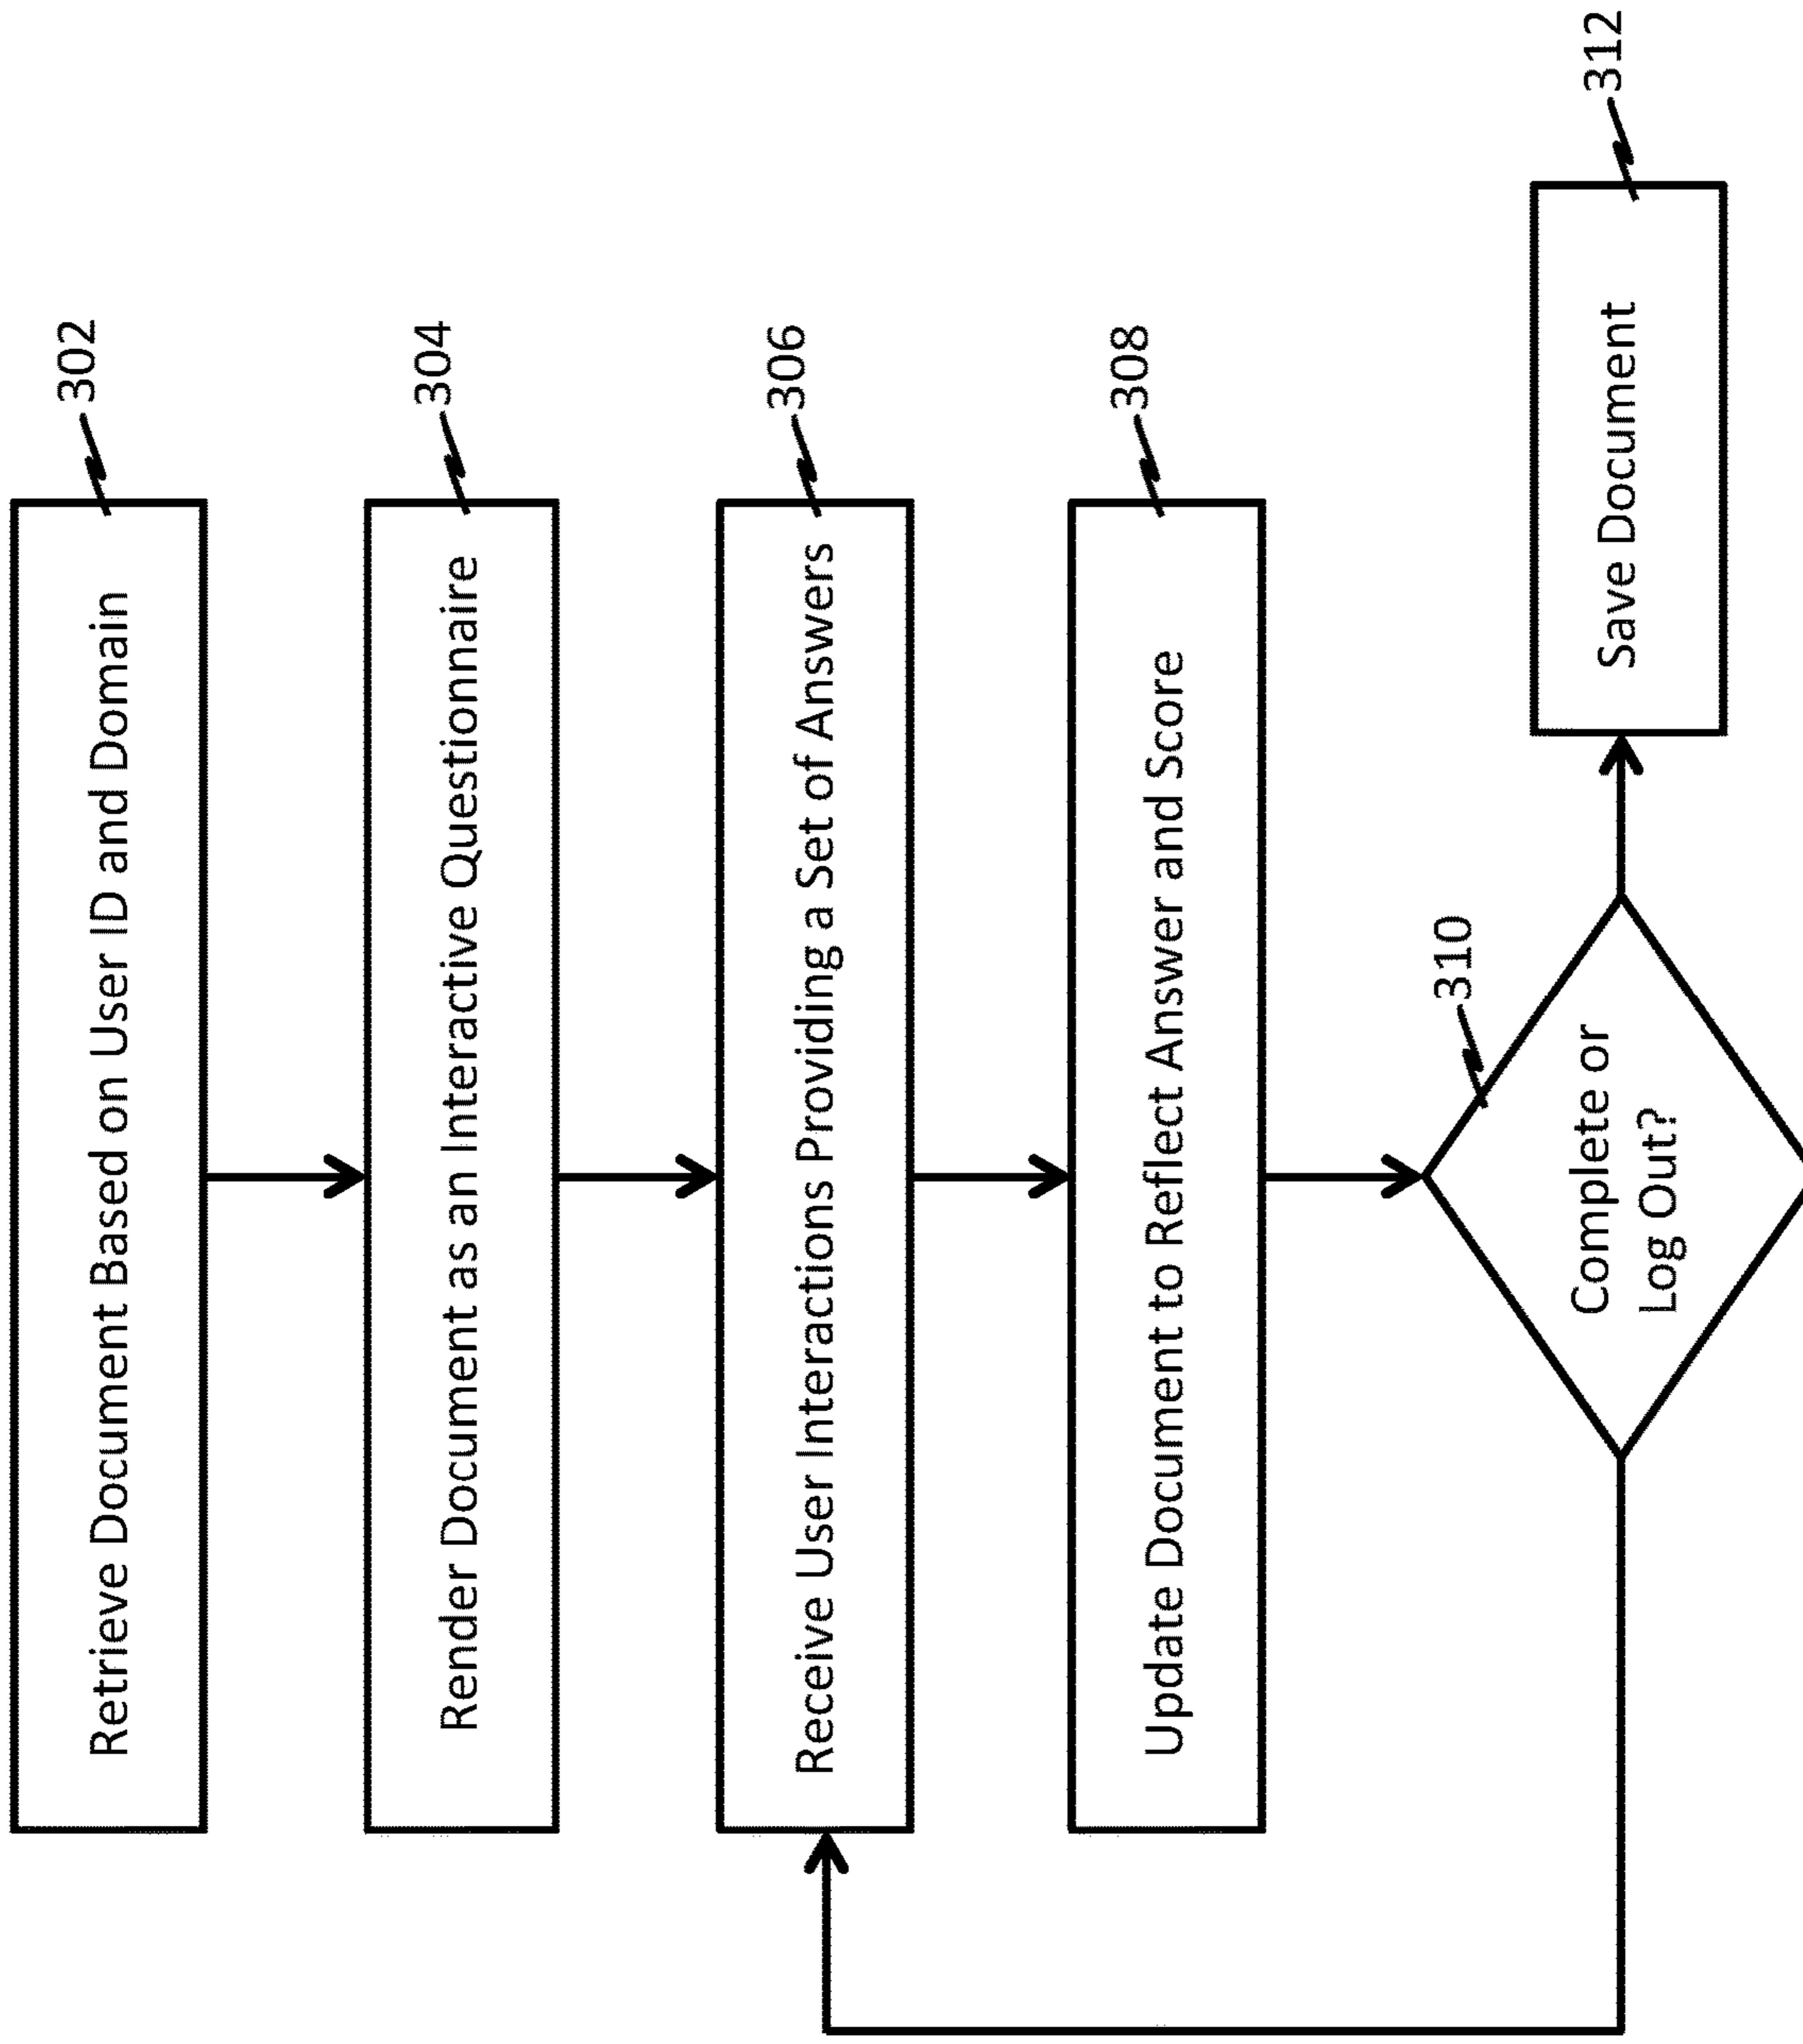 Retrieve Document Based on User ID and Domain
302
Render Document as an Interactive Questionnaire
304
Receive User Interactions Providing a Set of Answers
306
Update Document to Reflect Answer and Score
308
310
Complete or
Log Out?
Save Document
312